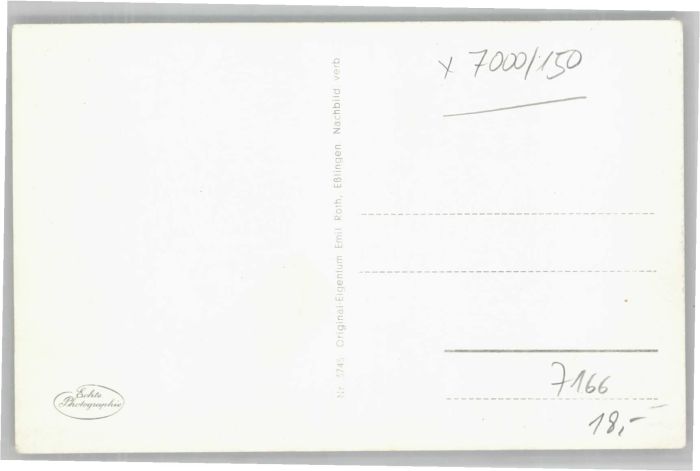 x 7000/150
Nr. 5745 Original-Eigentum Emil Roth, Eßlingen Nachbild. verb.
Echte
Photographie
7166
18,-